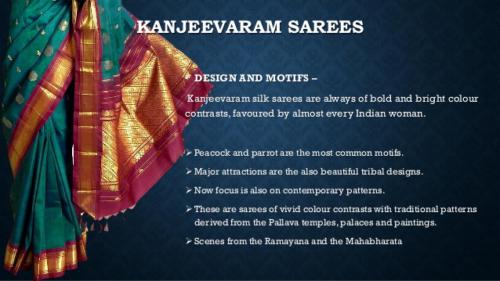 KANJEEVARAM SAREES
DESIGN AND MOTIFS –
Kanjeevaram silk sarees are always of bold and bright colour
contrasts, favoured by almost every Indian woman.
➢ Peacock and parrot are the most common motifs.
➢ Major attractions are the also beautiful tribal designs.
➢ Now focus is also on contemporary patterns.
➢ These are sarees of vivid colour contrasts with traditional patterns
derived from the Pallava temples, palaces and paintings.
➢ Scenes from the Ramayana and the Mahabharata